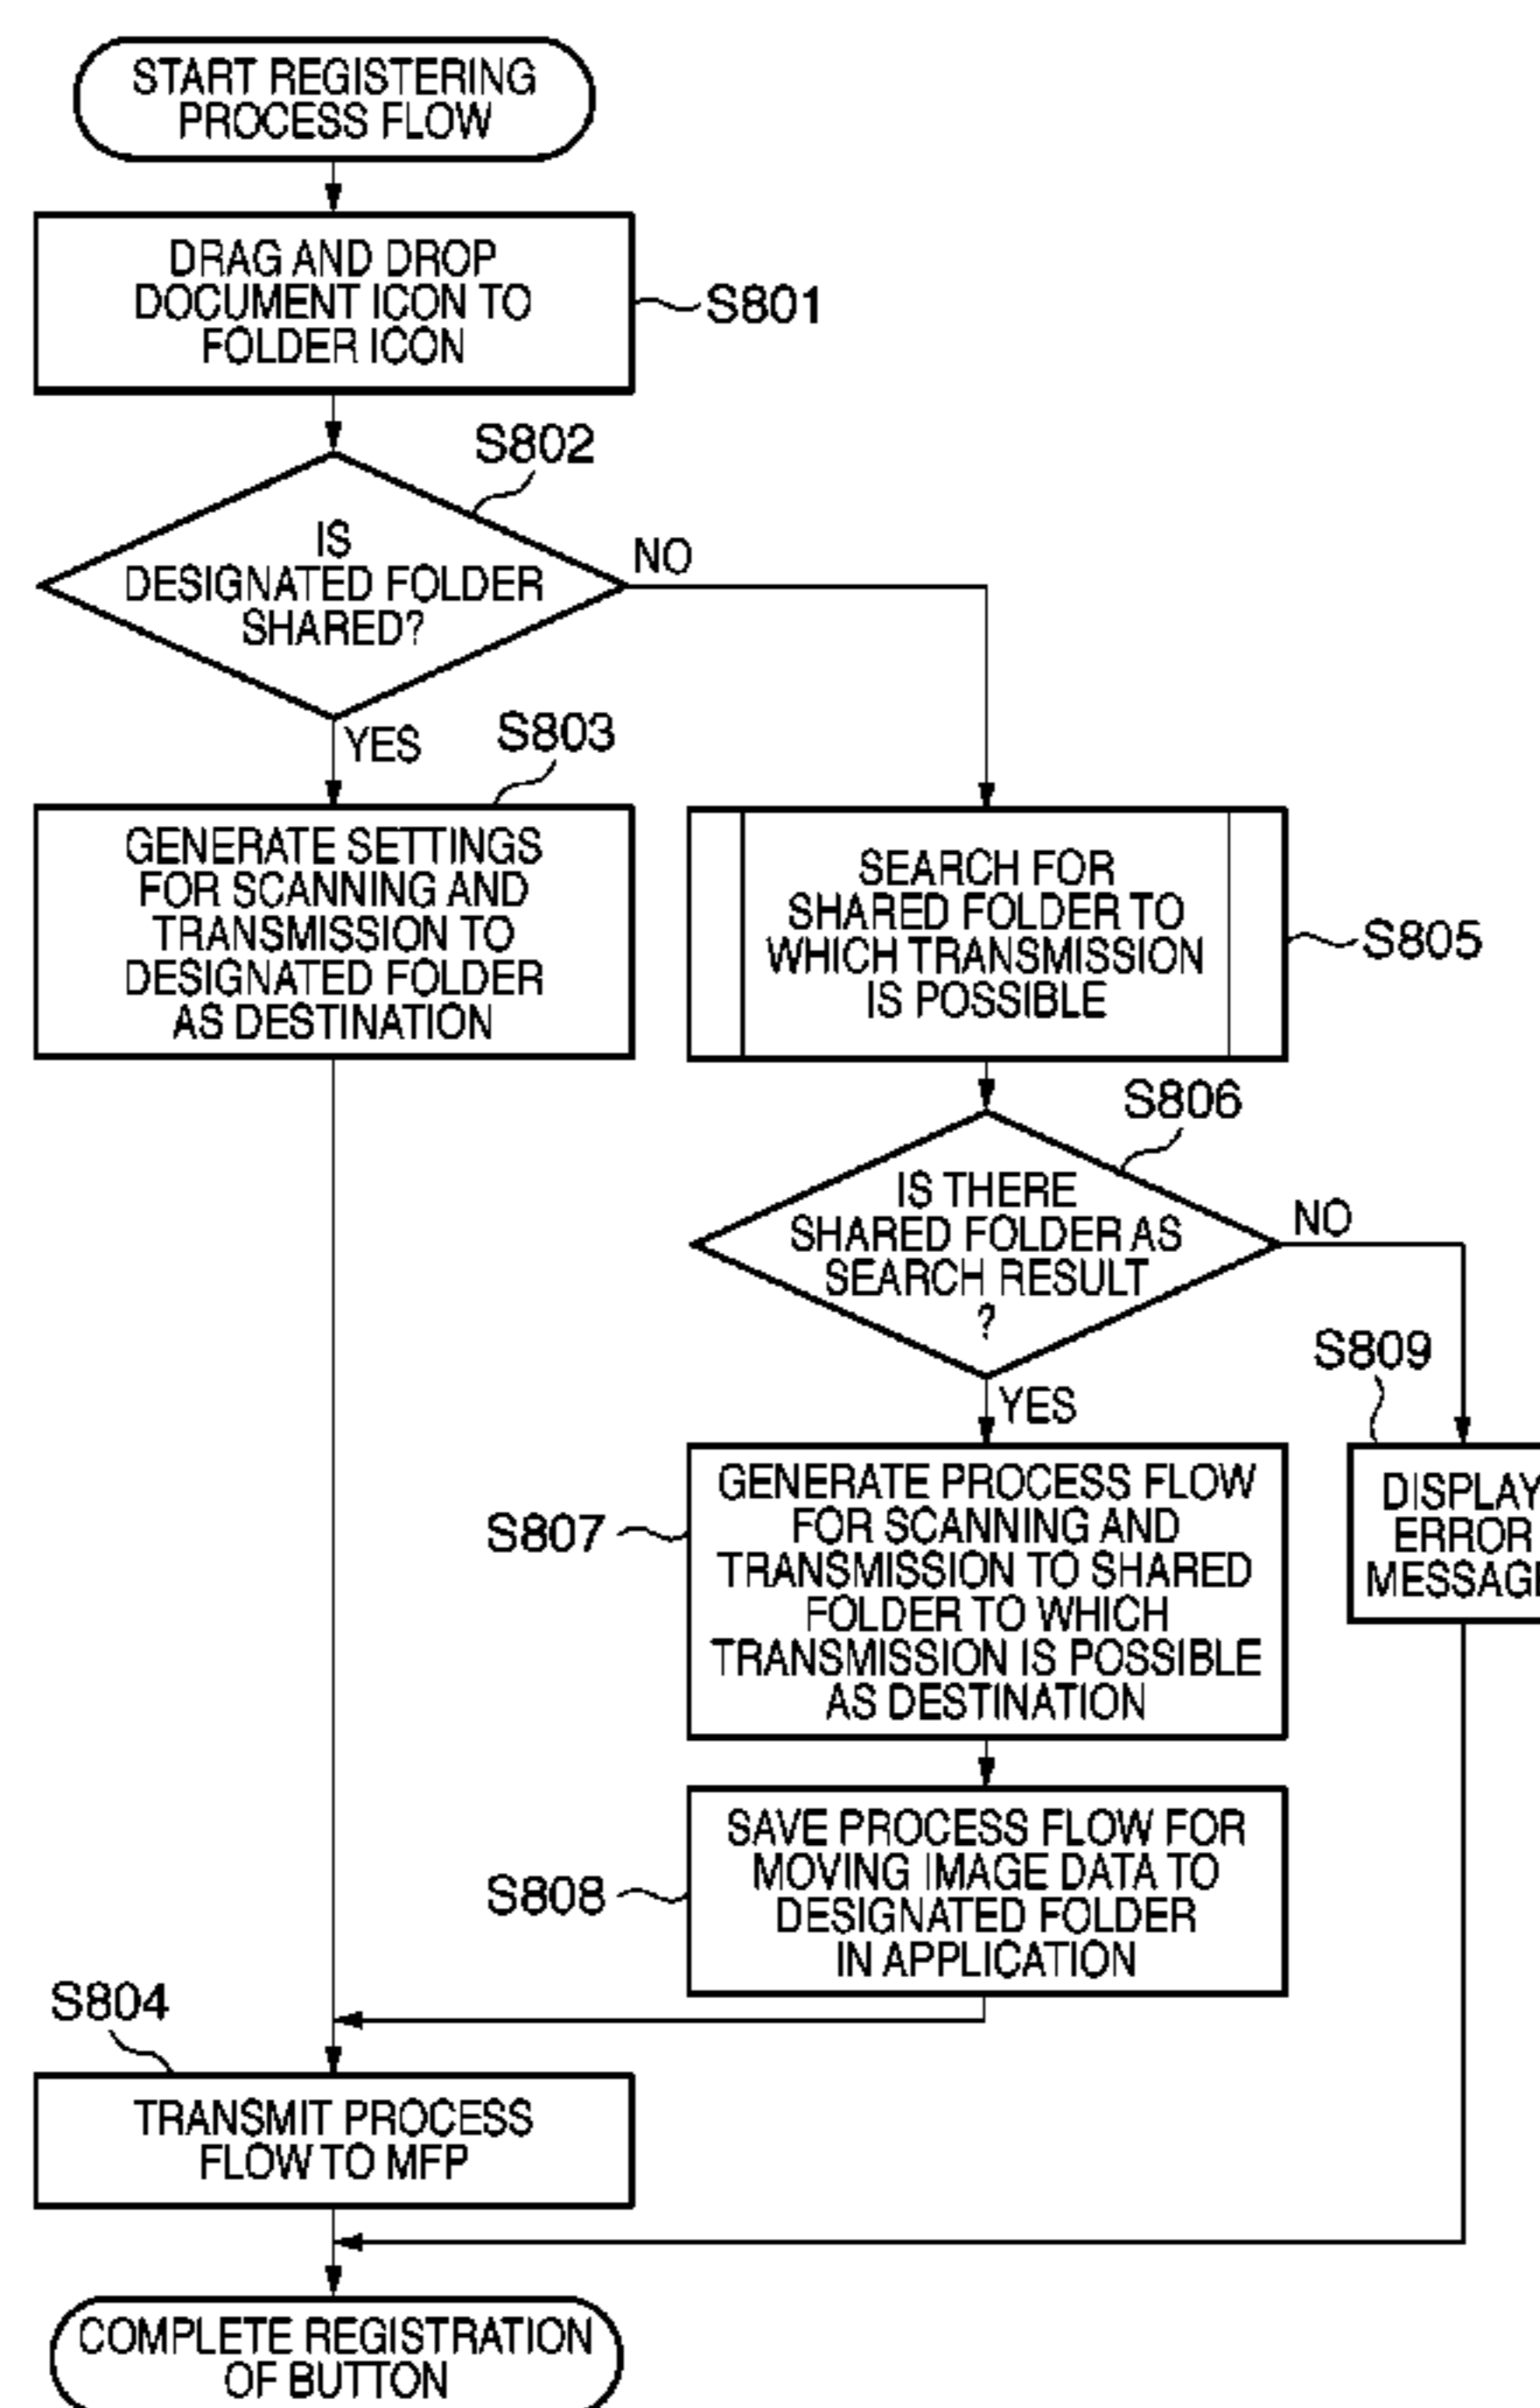 START REGISTERING
PROCESS FLOW
DRAG AND DROP
DOCUMENT ICON TO
FOLDER ICON
S801
S802
IS
DESIGNATED FOLDER
SHARED?
NO
YES
S803
GENERATE SETTINGS
FOR SCANNING AND
TRANSMISSION TO
DESIGNATED FOLDER
AS DESTINATION
SEARCH FOR
SHARED FOLDER TO
WHICH TRANSMISSION
IS POSSIBLE
S805
S806
IS THERE
SHARED FOLDER AS
SEARCH RESULT
?
NO
YES
S809
DISPLAY
ERROR
MESSAGE
S807
GENERATE PROCESS FLOW
FOR SCANNING AND
TRANSMISSION TO SHARED
FOLDER TO WHICH
TRANSMISSION IS POSSIBLE
AS DESTINATION
S808
SAVE PROCESS FLOW FOR
MOVING IMAGE DATA TO
DESIGNATED FOLDER
IN APPLICATION
S804
TRANSMIT PROCESS
FLOW TO MFP
COMPLETE REGISTRATION
OF BUTTON